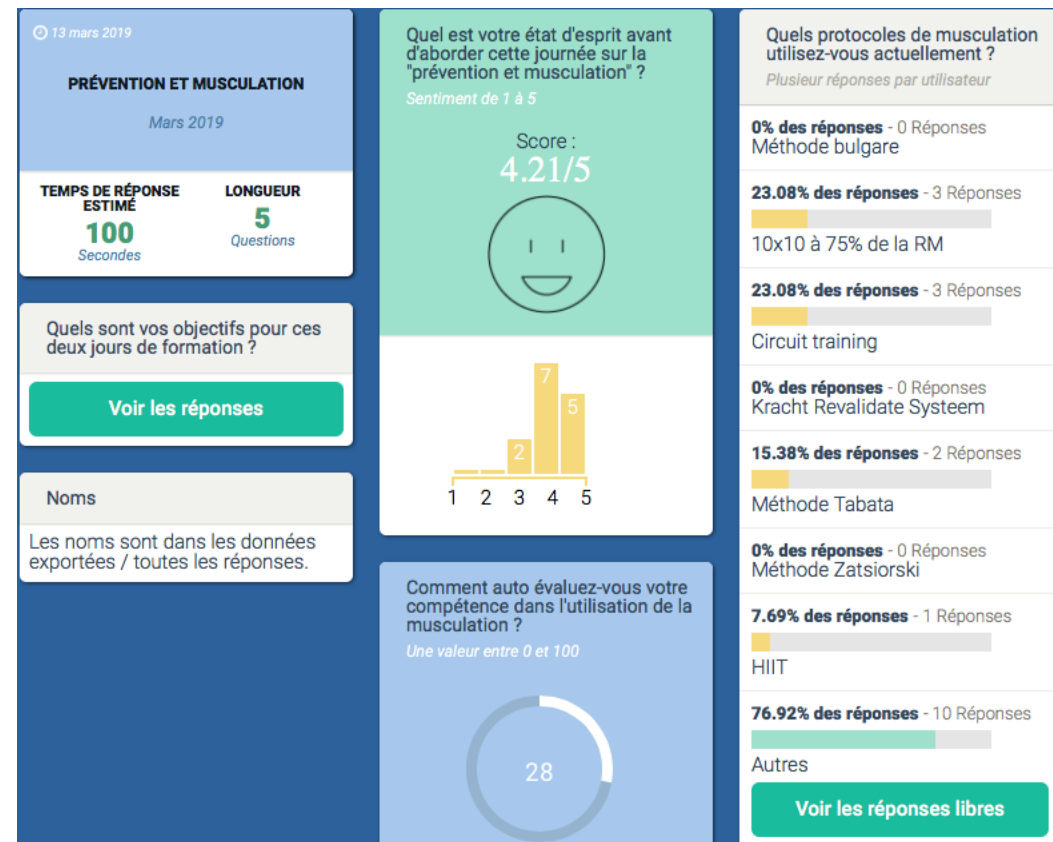 13 mars 2019
PRÉVENTION ET MUSCULATION
Mars 2019
TEMPS DE RÉPONSE
ESTIMÉ
100
Secondes
LONGUEUR
5
Questions
Quels sont vos objectifs pour ces
deux jours de formation ?
Voir les réponses
Noms
Les noms sont dans les données
exportées / toutes les réponses.
Quel est votre état d'esprit avant
d'aborder cette journée sur la
"prévention et musculation" ?
Sentiment de 1 à 5
Score :
4.21/5
7
5
2
1 2 3 4 5
Comment auto évaluez-vous votre
compétence dans l'utilisation de la
musculation ?
Une valeur entre 0 et 100
28
Quels protocoles de musculation
utilisez-vous actuellement ?
Plusieur réponses par utilisateur
0% des réponses - 0 Réponses
Méthode bulgare
23.08% des réponses - 3 Réponses
10x10 à 75% de la RM
23.08% des réponses - 3 Réponses
Circuit training
0% des réponses - 0 Réponses
Kracht Revalidate Systeem
15.38% des réponses - 2 Réponses
Méthode Tabata
0% des réponses - 0 Réponses
Méthode Zatsiorski
7.69% des réponses - 1 Réponses
HIIT
76.92% des réponses - 10 Réponses
Autres
Voir les réponses libres